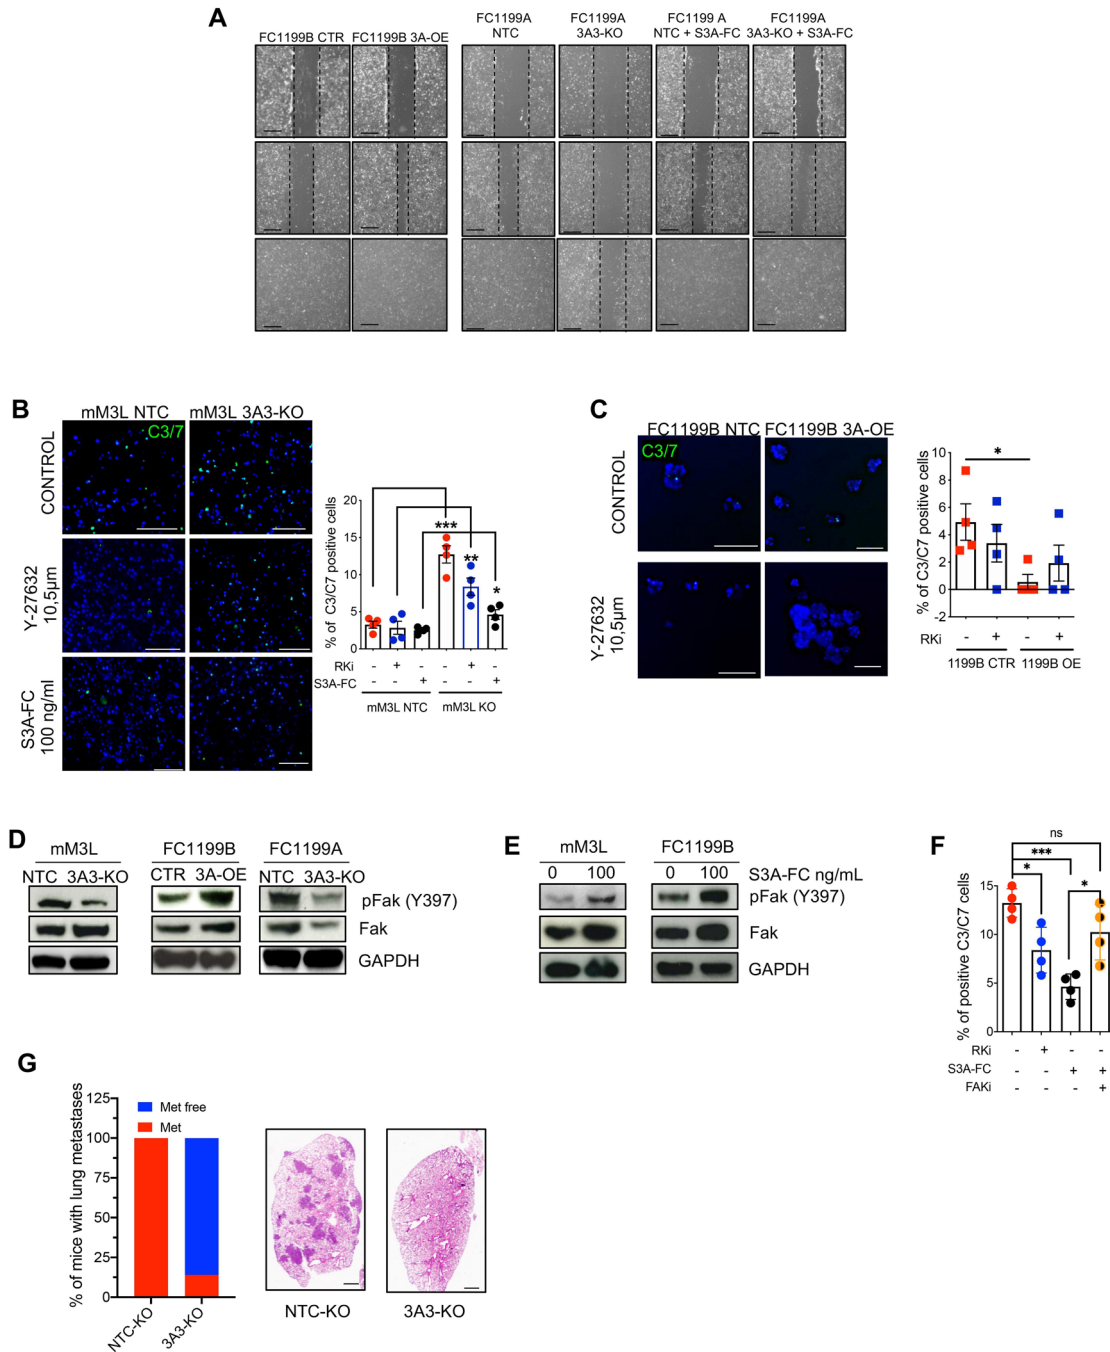 A
FC1199B CTR
FC1199B 3A-OE
FC1199A
NTC
FC1199A
3A3-KO
FC1199 A
NTC + S3A-FC
FC1199A
3A3-KO + S3A-FC
B
mM3L NTC
mM3L 3A3-KO
C3/7
CONTROL
Y-27632
10,5µm
S3A-FC
100 ng/ml
% of C3/C7 positive cells
20
15
10
5
0
***
**
*
RKi
- + - - + -
S3A-FC
- - + - - +
mM3L NTC
mM3L KO
C
FC1199B NTC
FC1199B 3A-OE
C3/7
CONTROL
Y-27632
10,5µm
% of C3/C7 positive cells
10
8
6
4
2
0
-2
*
RKi
- + - +
1199B CTR
1199B OE
D
mM3L
NTC 3A3-KO
FC1199B
CTR 3A-OE
FC1199A
NTC 3A3-KO
pFak (Y397)
Fak
GAPDH
E
mM3L
0 100
FC1199B
0 100
S3A-FC ng/mL
pFak (Y397)
Fak
GAPDH
F
ns
***
*
*
% of positive C3/C7 cells
15
10
5
0
RKi
- + - -
S3A-FC
- - + +
FAKi
- - - +
G
% of mice with lung metastases
125
100
75
50
25
0
Met free
Met
NTC-KO
3A3-KO
NTC-KO
3A3-KO